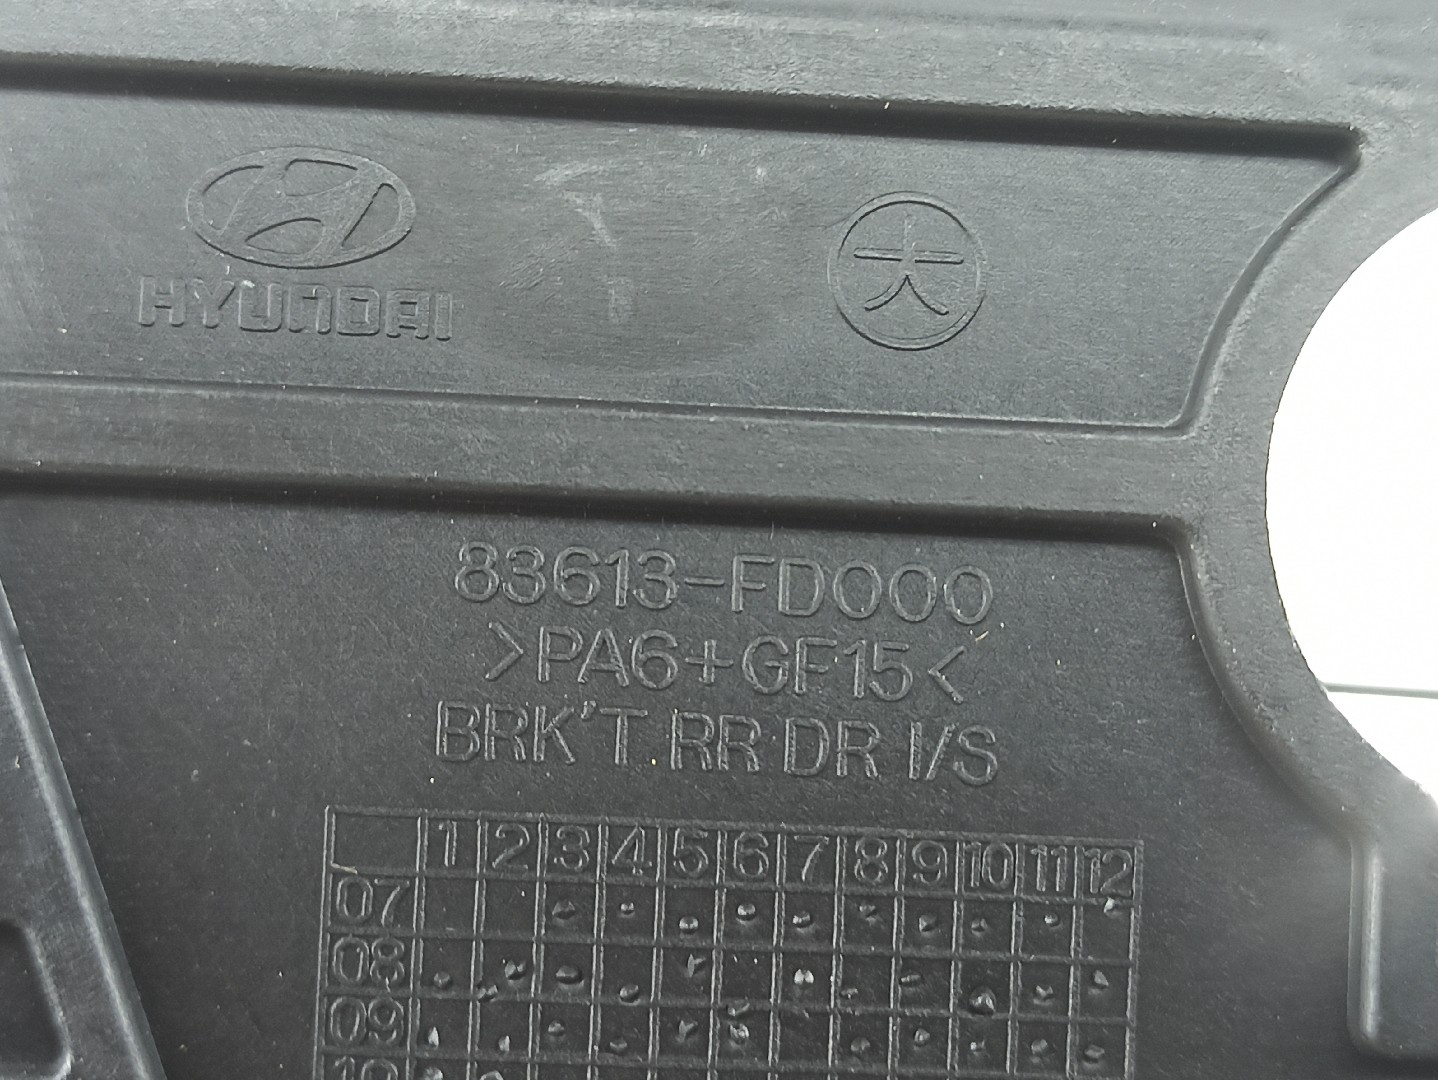 HYUNDAI
大
83613-FD000
>PA6+GF15<
BRK'T RR DR I/S
1 2 3 4 5 6 7 8 9 10 11 12
07
08
09
10